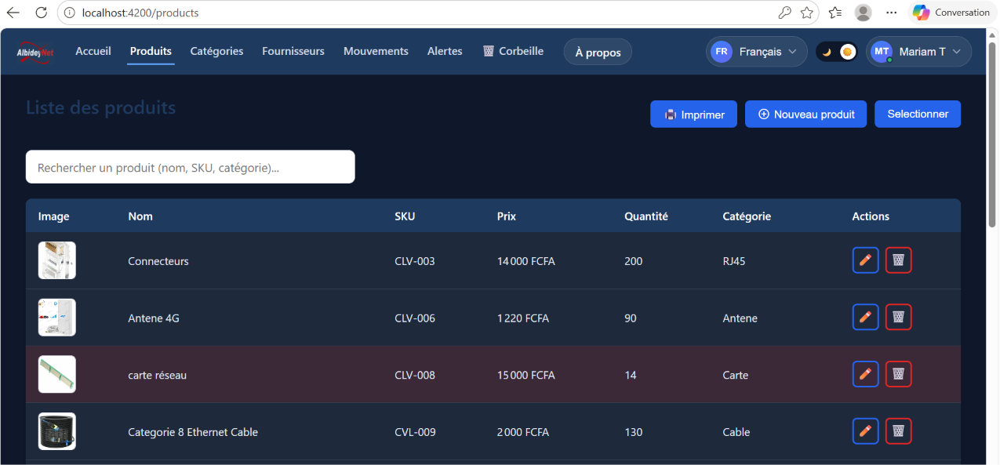 localhost:4200/products
Conversation
AlbideyNet
Accueil Produits Catégories Fournisseurs Mouvements Alertes Corbeille À propos FR Français MT Mariam T
Liste des produits
Imprimer Nouveau produit Selectionner
Rechercher un produit (nom, SKU, catégorie)...
Image Nom SKU Prix Quantité Catégorie Actions
Connecteurs CLV-003 14 000 FCFA 200 RJ45
Antene 4G CLV-006 1 220 FCFA 90 Antene
carte réseau CLV-008 15 000 FCFA 14 Carte
Categorie 8 Ethernet Cable CVL-009 2 000 FCFA 130 Cable